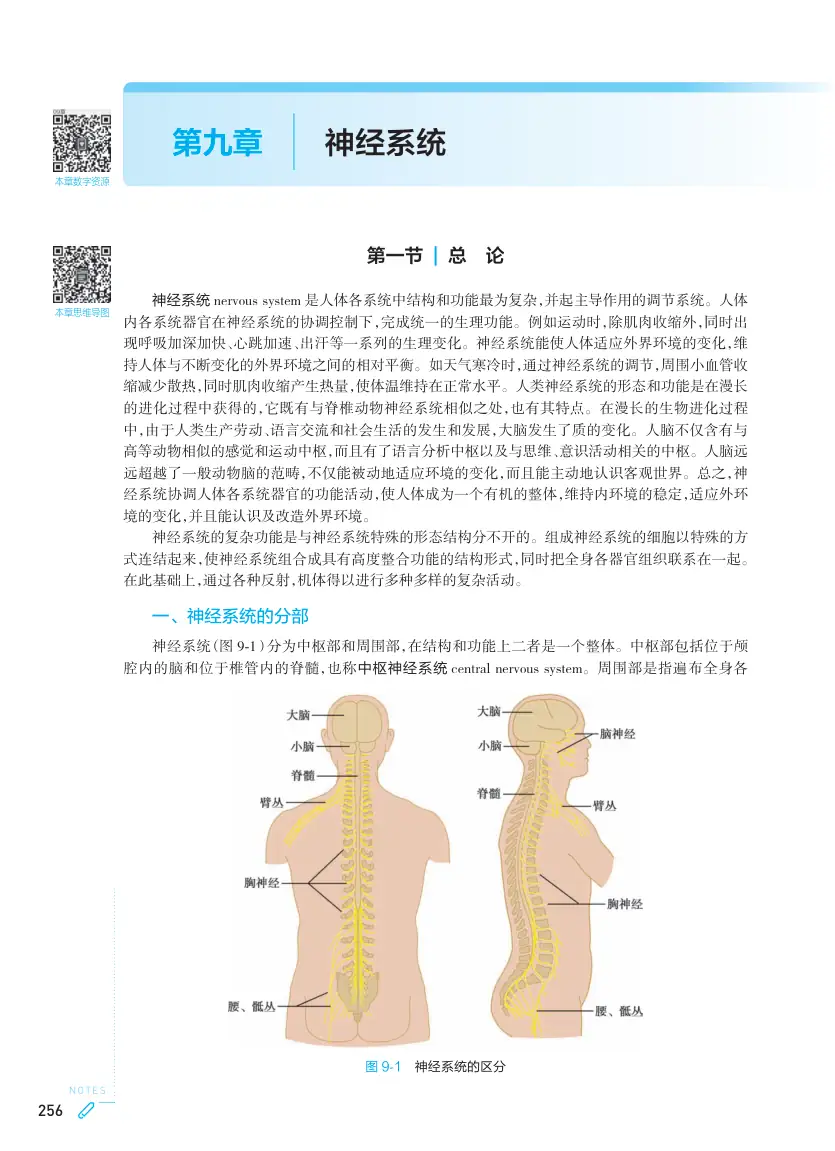 第九章
神经系统
本章数字资源
第一节 | 总 论
本章思维导图
神经系统 nervous system 是人体各系统中结构和功能最为复杂,并起主导作用的调节系统。人体
内各系统器官在神经系统的协调控制下,完成统一的生理功能。例如运动时,除肌肉收缩外,同时出
现呼吸加深加快、心跳加速、出汗等一系列的生理变化。神经系统能使人体适应外界环境的变化,维
持人体与不断变化的外界环境之间的相对平衡。如天气寒冷时,通过神经系统的调节,周围小血管收
缩减少散热,同时肌肉收缩产生热量,使体温维持在正常水平。人类神经系统的形态和功能是在漫长
的进化过程中获得的,它既有与脊椎动物神经系统相似之处,也有其特点。在漫长的生物进化过程
中,由于人类生产劳动、语言交流和社会生活的发生和发展,大脑发生了质的变化。人脑不仅含有与
高等动物相似的感觉和运动中枢,而且有了语言分析中枢以及与思维、意识活动相关的中枢。人脑远
远超越了一般动物脑的范畴,不仅能被动地适应环境的变化,而且能主动地认识客观世界。总之,神
经系统协调人体各系统器官的功能活动,使人体成为一个有机的整体,维持内环境的稳定,适应外环
境的变化,并且能认识及改造外界环境。
神经系统的复杂功能是与神经系统特殊的形态结构分不开的。组成神经系统的细胞以特殊的方
式连结起来,使神经系统组合成具有高度整合功能的结构形式,同时把全身各器官组织联系在一起。
在此基础上,通过各种反射,机体得以进行多种多样的复杂活动。
一、神经系统的分部
神经系统(图 9-1)分为中枢部和周围部,在结构和功能上二者是一个整体。中枢部包括位于颅
腔内的脑和位于椎管内的脊髓,也称中枢神经系统 central nervous system。周围部是指遍布全身各
大脑
小脑
脊髓
臂丛
胸神经
腰、骶丛
大脑
脑神经
小脑
脊髓
臂丛
胸神经
腰、骶丛
图 9-1 神经系统的区分
NOTES
256